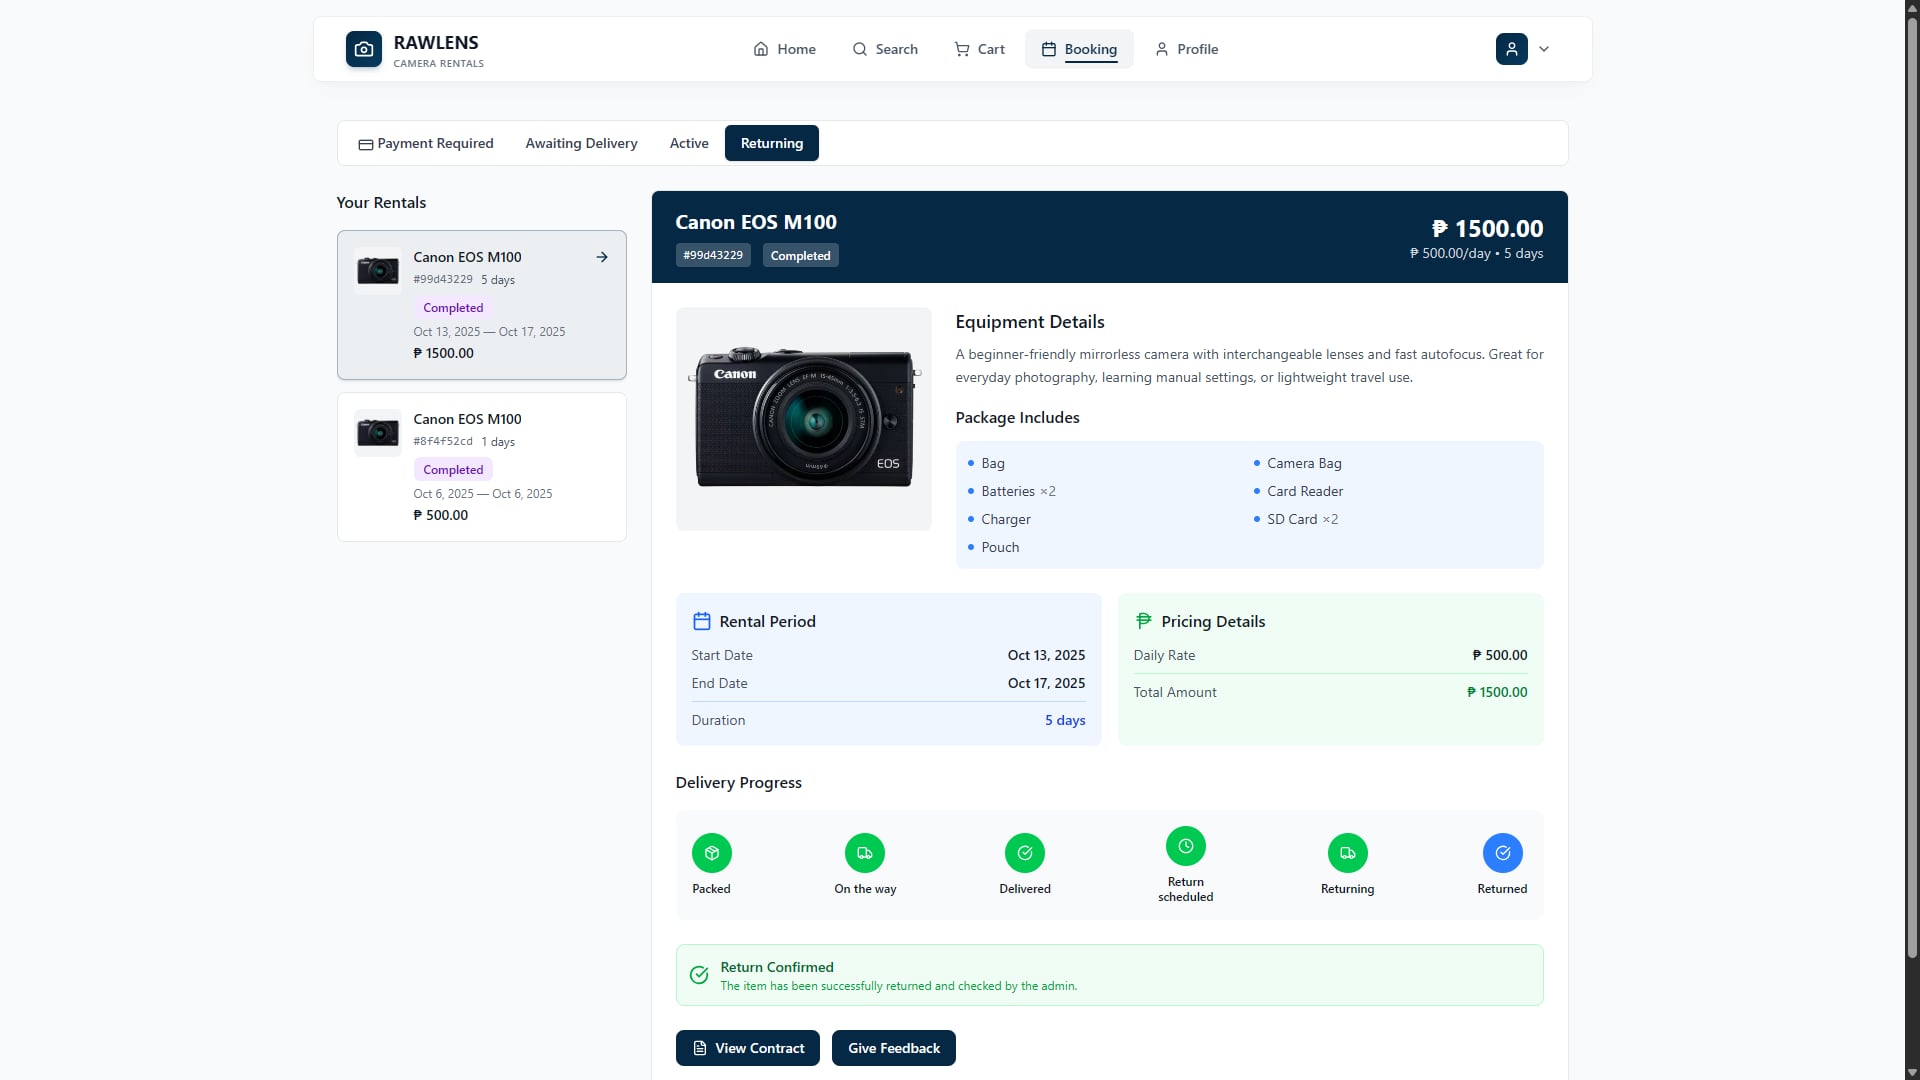 RAWLENS
CAMERA RENTALS
Home
Search
Cart
Booking
Profile
Payment Required
Awaiting Delivery
Active
Returning
Your Rentals
Canon EOS M100
#99d43229 5 days
Completed
Oct 13, 2025 — Oct 17, 2025
₱ 1500.00
Canon EOS M100
#8f4f52cd 1 days
Completed
Oct 6, 2025 — Oct 6, 2025
₱ 500.00
Canon EOS M100
#99d43229 Completed
₱ 1500.00
₱ 500.00/day • 5 days
Canon
EOS
Equipment Details
A beginner-friendly mirrorless camera with interchangeable lenses and fast autofocus. Great for
everyday photography, learning manual settings, or lightweight travel use.
Package Includes
Bag
Camera Bag
Batteries ×2
Card Reader
Charger
SD Card ×2
Pouch
Rental Period
Start Date Oct 13, 2025
End Date Oct 17, 2025
Duration 5 days
Pricing Details
Daily Rate ₱ 500.00
Total Amount ₱ 1500.00
Delivery Progress
Packed
On the way
Delivered
Return
scheduled
Returning
Returned
Return Confirmed
The item has been successfully returned and checked by the admin.
View Contract
Give Feedback